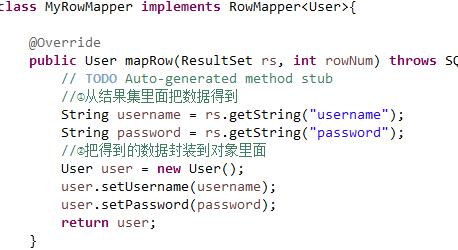 class MyRowMapper implements RowMapper<User>{
@Override
public User mapRow(ResultSet rs, int rowNum) throws SQ
// TODO Auto-generated method stub
//①从结果集里面把数据得到
String username = rs.getString("username");
String password = rs.getString("password");
//②把得到的数据封装到对象里面
User user = new User();
user.setUsername(username);
user.setPassword(password);
return user;
}